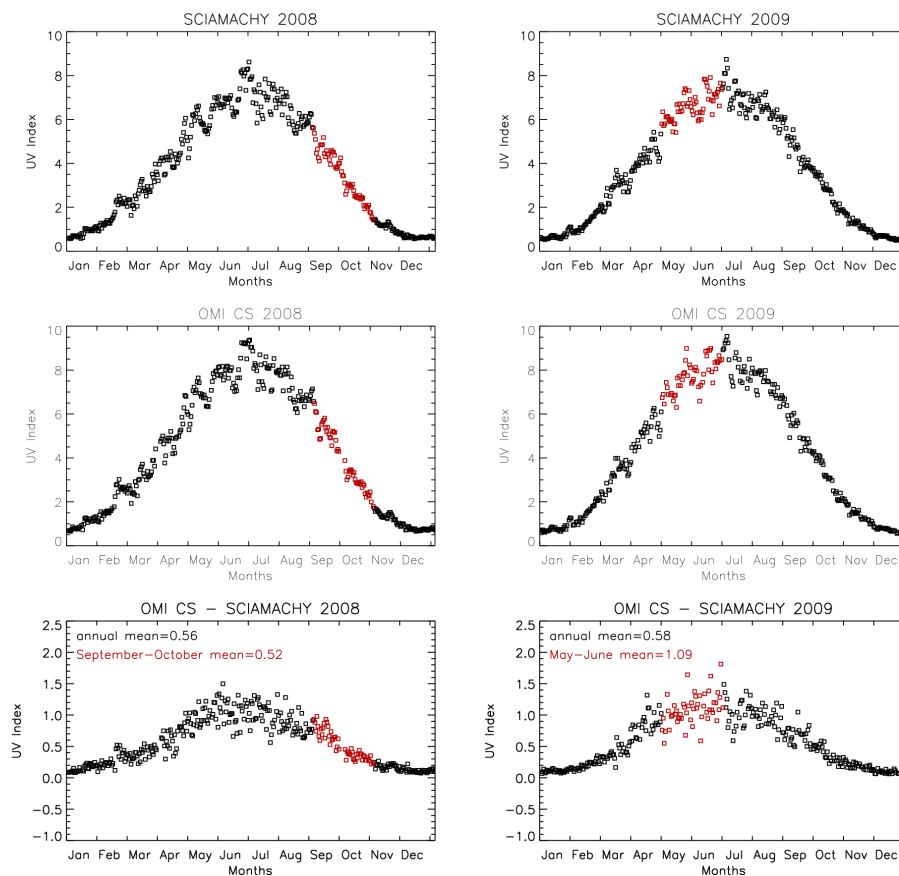 SCIAMACHY 2008
10
8
6
4
2
0
UV Index
Jan Feb Mar Apr May Jun Jul Aug Sep Oct Nov Dec
Months
SCIAMACHY 2009
10
8
6
4
2
0
UV Index
Jan Feb Mar Apr May Jun Jul Aug Sep Oct Nov Dec
Months
OMI CS 2008
10
8
6
4
2
0
UV Index
Jan Feb Mar Apr May Jun Jul Aug Sep Oct Nov Dec
Months
OMI CS 2009
10
8
6
4
2
0
UV Index
Jan Feb Mar Apr May Jun Jul Aug Sep Oct Nov Dec
Months
OMI CS − SCIAMACHY 2008
annual mean=0.56
September−October mean=0.52
2.5
2.0
1.5
1.0
0.5
0.0
−0.5
−1.0
UV Index
Jan Feb Mar Apr May Jun Jul Aug Sep Oct Nov Dec
Months
OMI CS − SCIAMACHY 2009
annual mean=0.58
May−June mean=1.09
2.5
2.0
1.5
1.0
0.5
0.0
−0.5
−1.0
UV Index
Jan Feb Mar Apr May Jun Jul Aug Sep Oct Nov Dec
Months